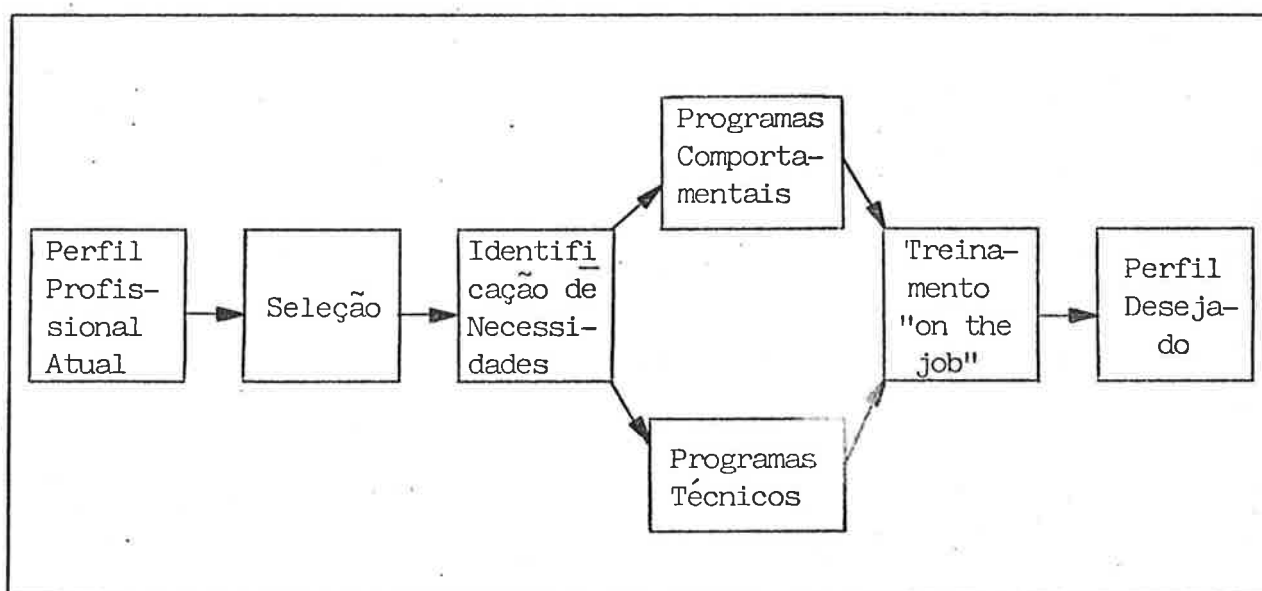 Perfil
Profis-
sional
Atual
Seleção
Identifi
cação de
Necessi-
dades
Programas
Comporta-
mentais
Programas
Técnicos
Treina-
mento
"on the
job"
Perfil
Deseja-
do